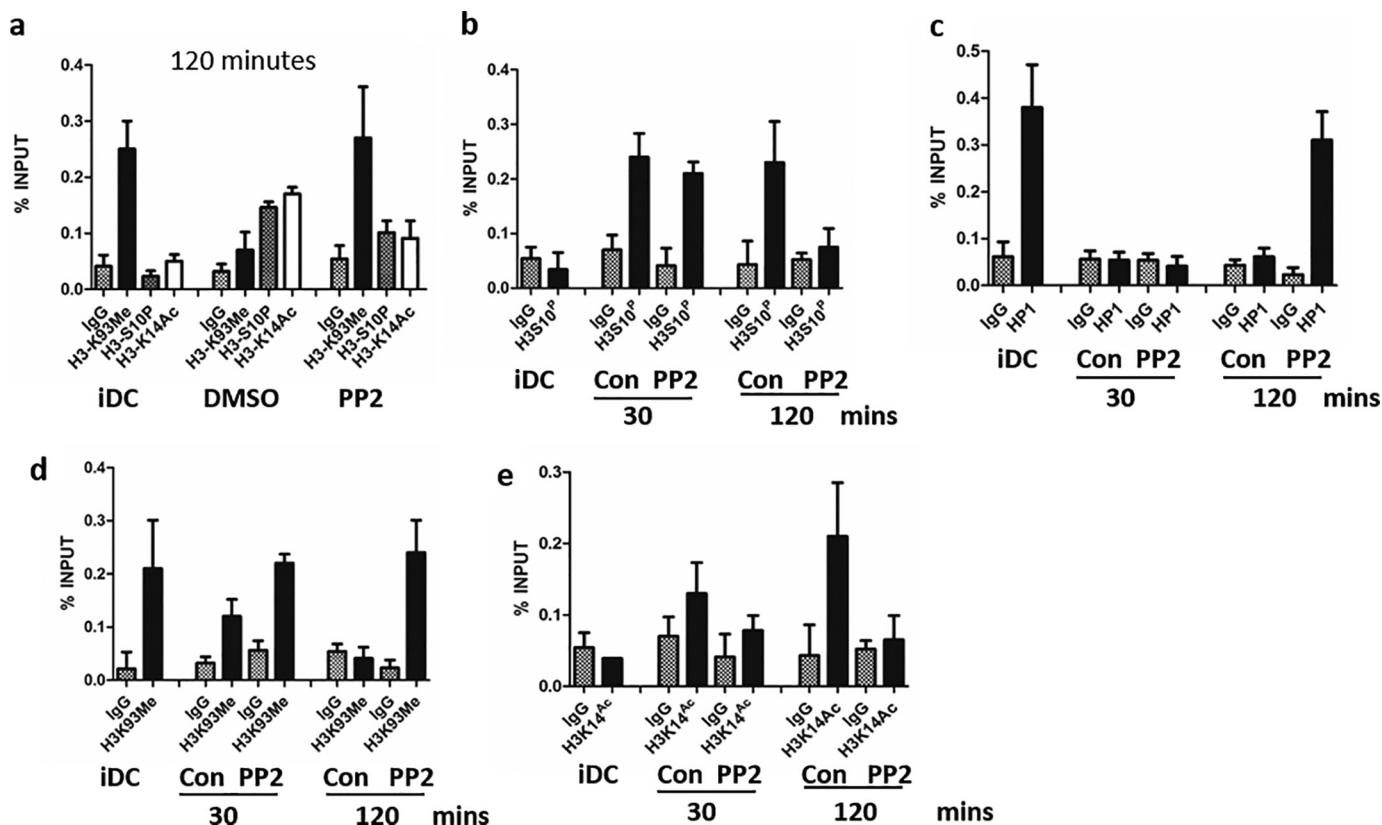 a
120 minutes
% INPUT
0.4
0.3
0.2
0.1
0.0
IgG H3-K93Me H3-S10P H3-K14Ac IgG H3-K93Me H3-S10P H3-K14Ac IgG H3-K93Me H3-S10P H3-K14Ac
iDC DMSO PP2
b
% INPUT
0.4
0.3
0.2
0.1
0.0
IgG H3S10P IgG H3S10P IgG H3S10P IgG H3S10P IgG H3S10P
iDC Con PP2 Con PP2
30 120 mins
c
% INPUT
0.5
0.4
0.3
0.2
0.1
0.0
IgG HP1 IgG HP1 IgG HP1 IgG HP1 IgG HP1
iDC Con PP2 Con PP2
30 120 mins
d
% INPUT
0.4
0.3
0.2
0.1
0.0
IgG H3K93Me IgG H3K93Me IgG H3K93Me IgG H3K93Me IgG H3K93Me
iDC Con PP2 Con PP2
30 120 mins
e
% INPUT
0.3
0.2
0.1
0.0
IgG H3K14Ac IgG H3K14Ac IgG H3K14Ac IgG H3K14Ac IgG H3K14Ac
iDC Con PP2 Con PP2
30 120 mins